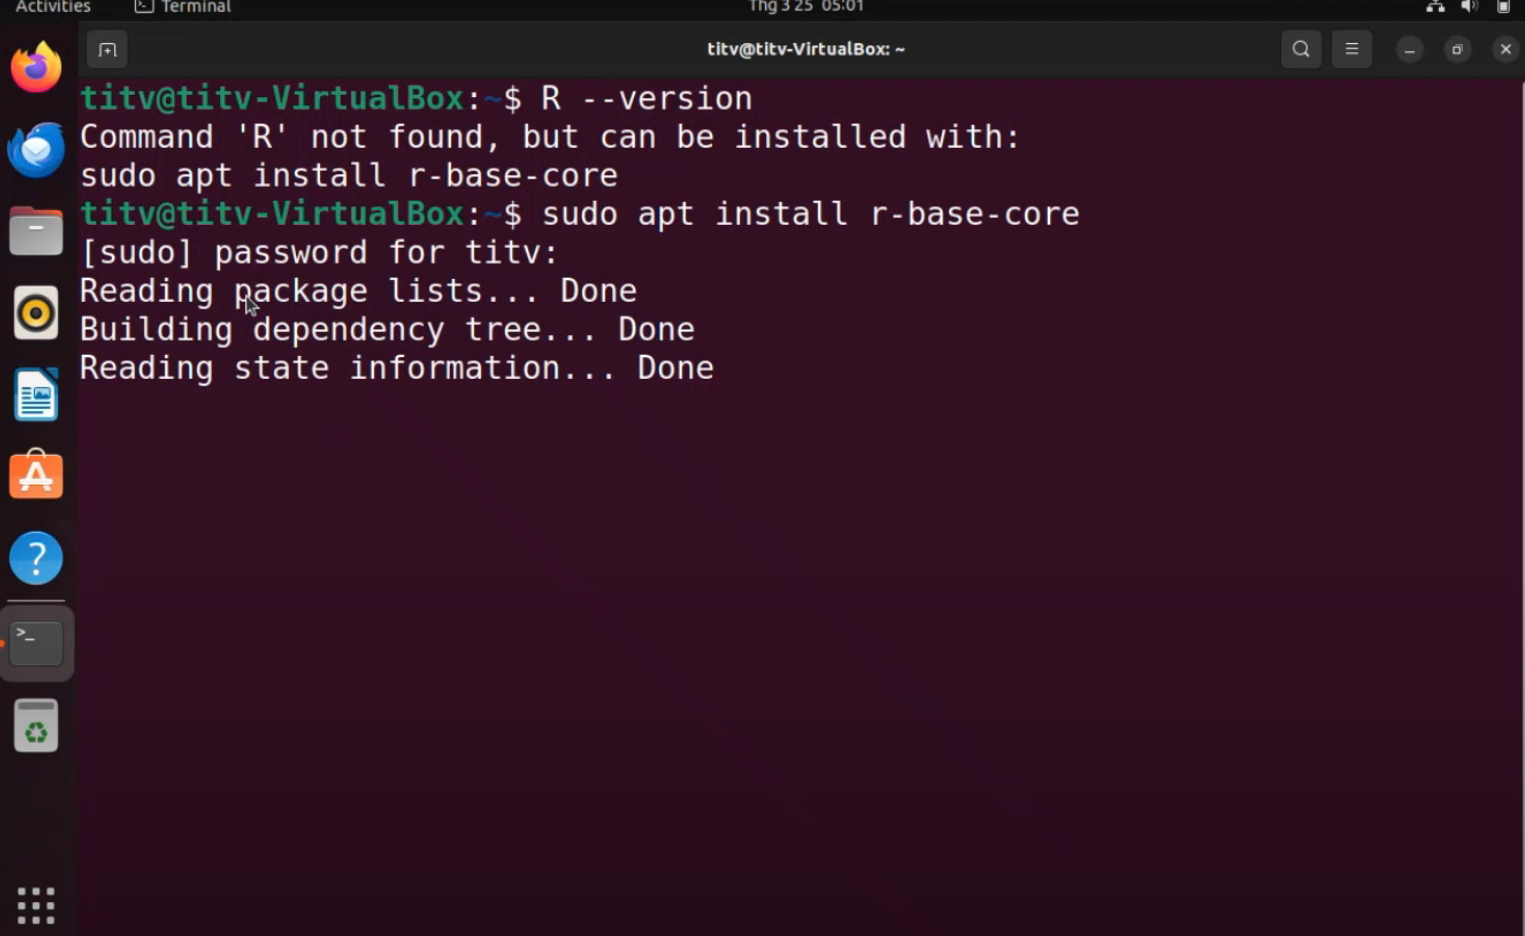 Activities Terminal Thg 3 25 05:01
titv@titv-VirtualBox: ~
titv@titv-VirtualBox:~$ R --version
Command 'R' not found, but can be installed with:
sudo apt install r-base-core
titv@titv-VirtualBox:~$ sudo apt install r-base-core
[sudo] password for titv:
Reading package lists... Done
Building dependency tree... Done
Reading state information... Done